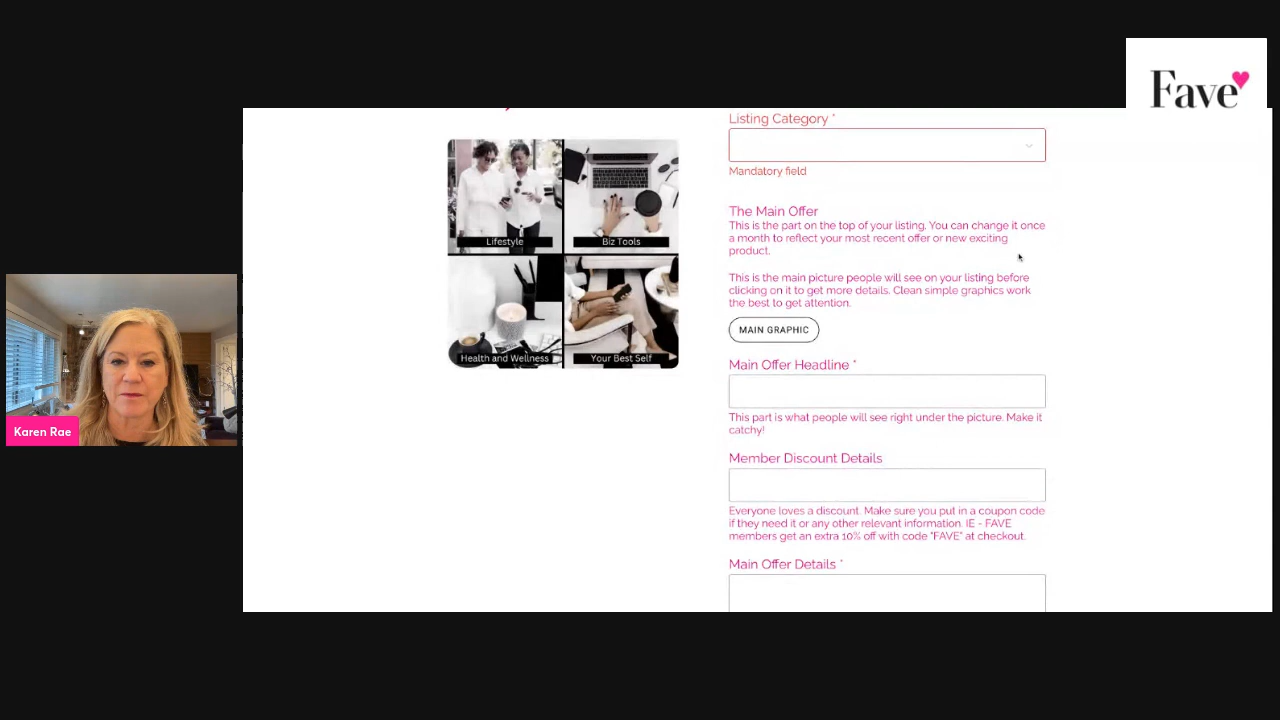 Fave
Listing Category *
Mandatory field
Lifestyle
Biz Tools
Health and Wellness
Your Best Self
The Main Offer
This is the part on the top of your listing. You can change it once
a month to reflect your most recent offer or new exciting
product.
This is the main picture people will see on your listing before
clicking on it to get more details. Clean simple graphics work
the best to get attention.
MAIN GRAPHIC
Main Offer Headline *
This part is what people will see right under the picture. Make it
catchy!
Member Discount Details
Everyone loves a discount. Make sure you put in a coupon code
if they need it or any other relevant information. IE - FAVE
members get an extra 10% off with code "FAVE" at checkout.
Main Offer Details *
Karen Rae